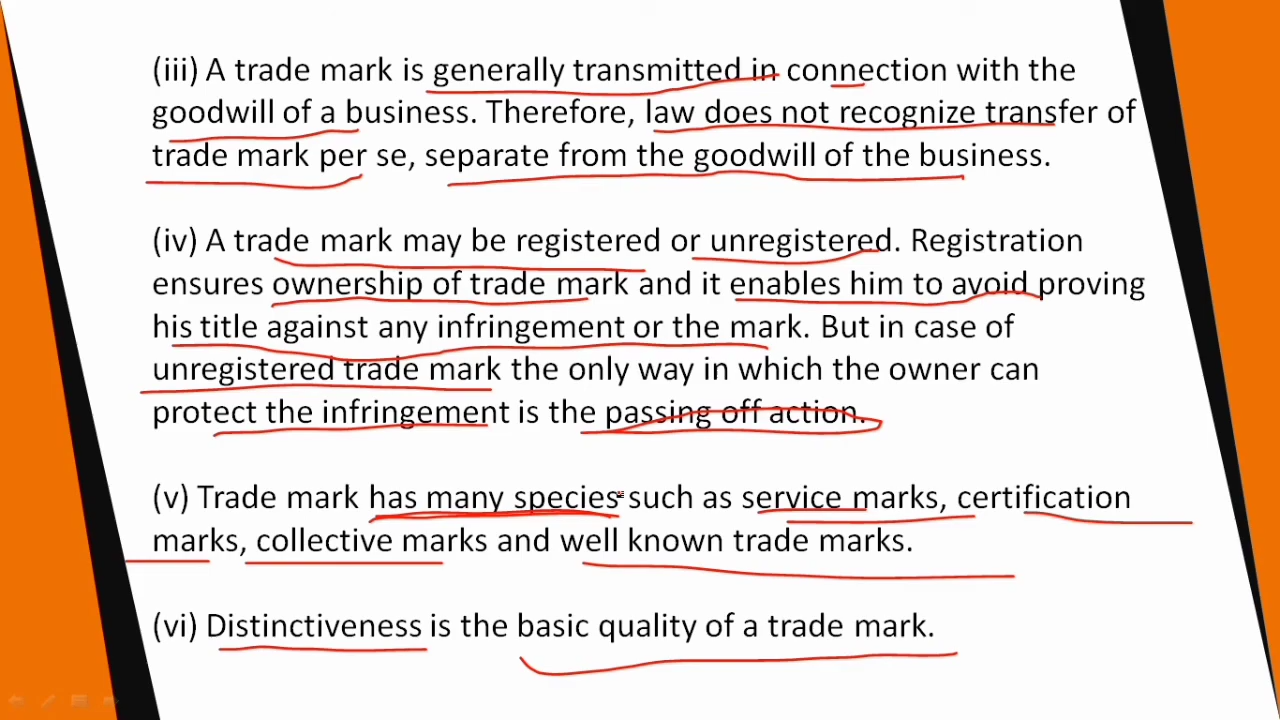 (iii) A trade mark is generally transmitted in connection with the
goodwill of a business. Therefore, law does not recognize transfer of
trade mark per se, separate from the goodwill of the business.
(iv) A trade mark may be registered or unregistered. Registration
ensures ownership of trade mark and it enables him to avoid proving
his title against any infringement or the mark. But in case of
unregistered trade mark the only way in which the owner can
protect the infringement is the passing off action.
(v) Trade mark has many species such as service marks, certification
marks, collective marks and well known trade marks.
(vi) Distinctiveness is the basic quality of a trade mark.